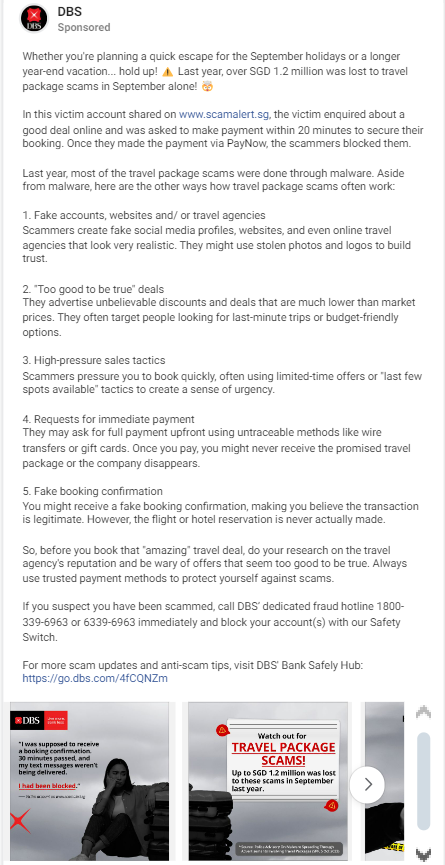 DBS
Sponsored
Whether you're planning a quick escape for the September holidays or a longer
year-end vacation... hold up! ⚠️ Last year, over SGD 1.2 million was lost to travel
package scams in September alone! 🤯
In this victim account shared on www.scamalert.sg, the victim enquired about a
good deal online and was asked to make payment within 20 minutes to secure their
booking. Once they made the payment via PayNow, the scammers blocked them.
Last year, most of the travel package scams were done through malware. Aside
from malware, here are the other ways how travel package scams often work:
1. Fake accounts, websites and/ or travel agencies
Scammers create fake social media profiles, websites, and even online travel
agencies that look very realistic. They might use stolen photos and logos to build
trust.
2. "Too good to be true" deals
They advertise unbelievable discounts and deals that are much lower than market
prices. They often target people looking for last-minute trips or budget-friendly
options.
3. High-pressure sales tactics
Scammers pressure you to book quickly, often using limited-time offers or "last few
spots available" tactics to create a sense of urgency.
4. Requests for immediate payment
They may ask for full payment upfront using untraceable methods like wire
transfers or gift cards. Once you pay, you might never receive the promised travel
package or the company disappears.
5. Fake booking confirmation
You might receive a fake booking confirmation, making you believe the transaction
is legitimate. However, the flight or hotel reservation is never actually made.
So, before you book that "amazing" travel deal, do your research on the travel
agency's reputation and be wary of offers that seem too good to be true. Always
use trusted payment methods to protect yourself against scams.
If you suspect you have been scammed, call DBS' dedicated fraud hotline 1800-
339-6963 or 6339-6963 immediately and block your account(s) with our Safety
Switch.
For more scam updates and anti-scam tips, visit DBS' Bank Safely Hub:
https://go.dbs.com/4fCQNZm
DBS
"I was supposed to receive
a booking confirmation.
30 minutes passed, and
my text messages weren't
being delivered.
I had been blocked."
Watch out for
TRAVEL PACKAGE
SCAMS!
Up to SGD 1.2 million was lost
to these scams in September
last year.